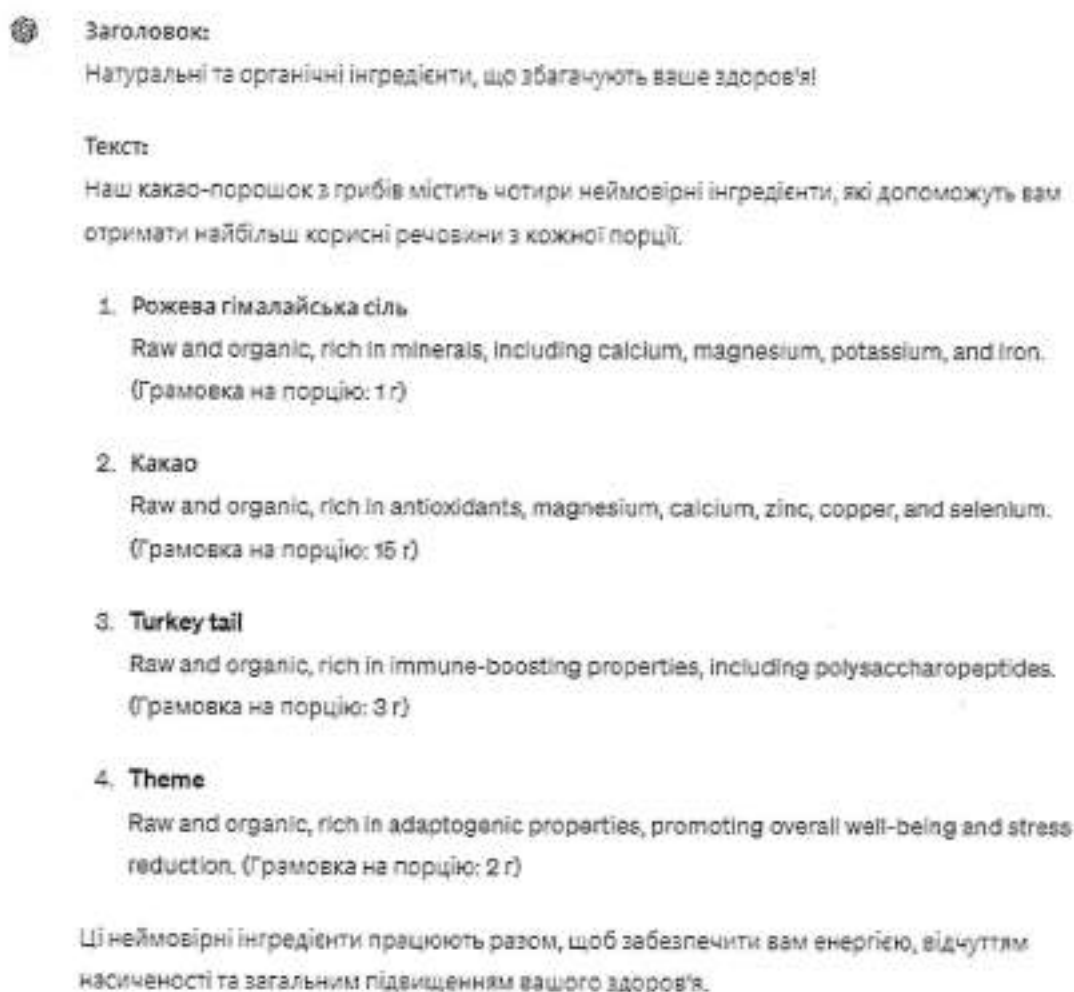 Заголовок:
Натуральні та органічні інгредієнти, що збагачують ваше здоров'я!
Текст:
Наш какао-порошок з грибів містить чотири неймовірні інгредієнти, які допоможуть вам
отримати найбільш корисні речовини з кожної порції.
1. Рожева гімалайська сіль
Raw and organic, rich in minerals, including calcium, magnesium, potassium, and iron.
(Грамовка на порцію: 1 г)
2. Какао
Raw and organic, rich in antioxidants, magnesium, calcium, zinc, copper, and selenium.
(Грамовка на порцію: 15 г)
3. Turkey tail
Raw and organic, rich in immune-boosting properties, including polysaccharopeptides.
(Грамовка на порцію: 3 г)
4. Theme
Raw and organic, rich in adaptogenic properties, promoting overall well-being and stress
reduction. (Грамовка на порцію: 2 г)
Ці неймовірні інгредієнти працюють разом, щоб забезпечити вам енергією, відчуттям
насиченості та загальним підвищенням вашого здоров'я.